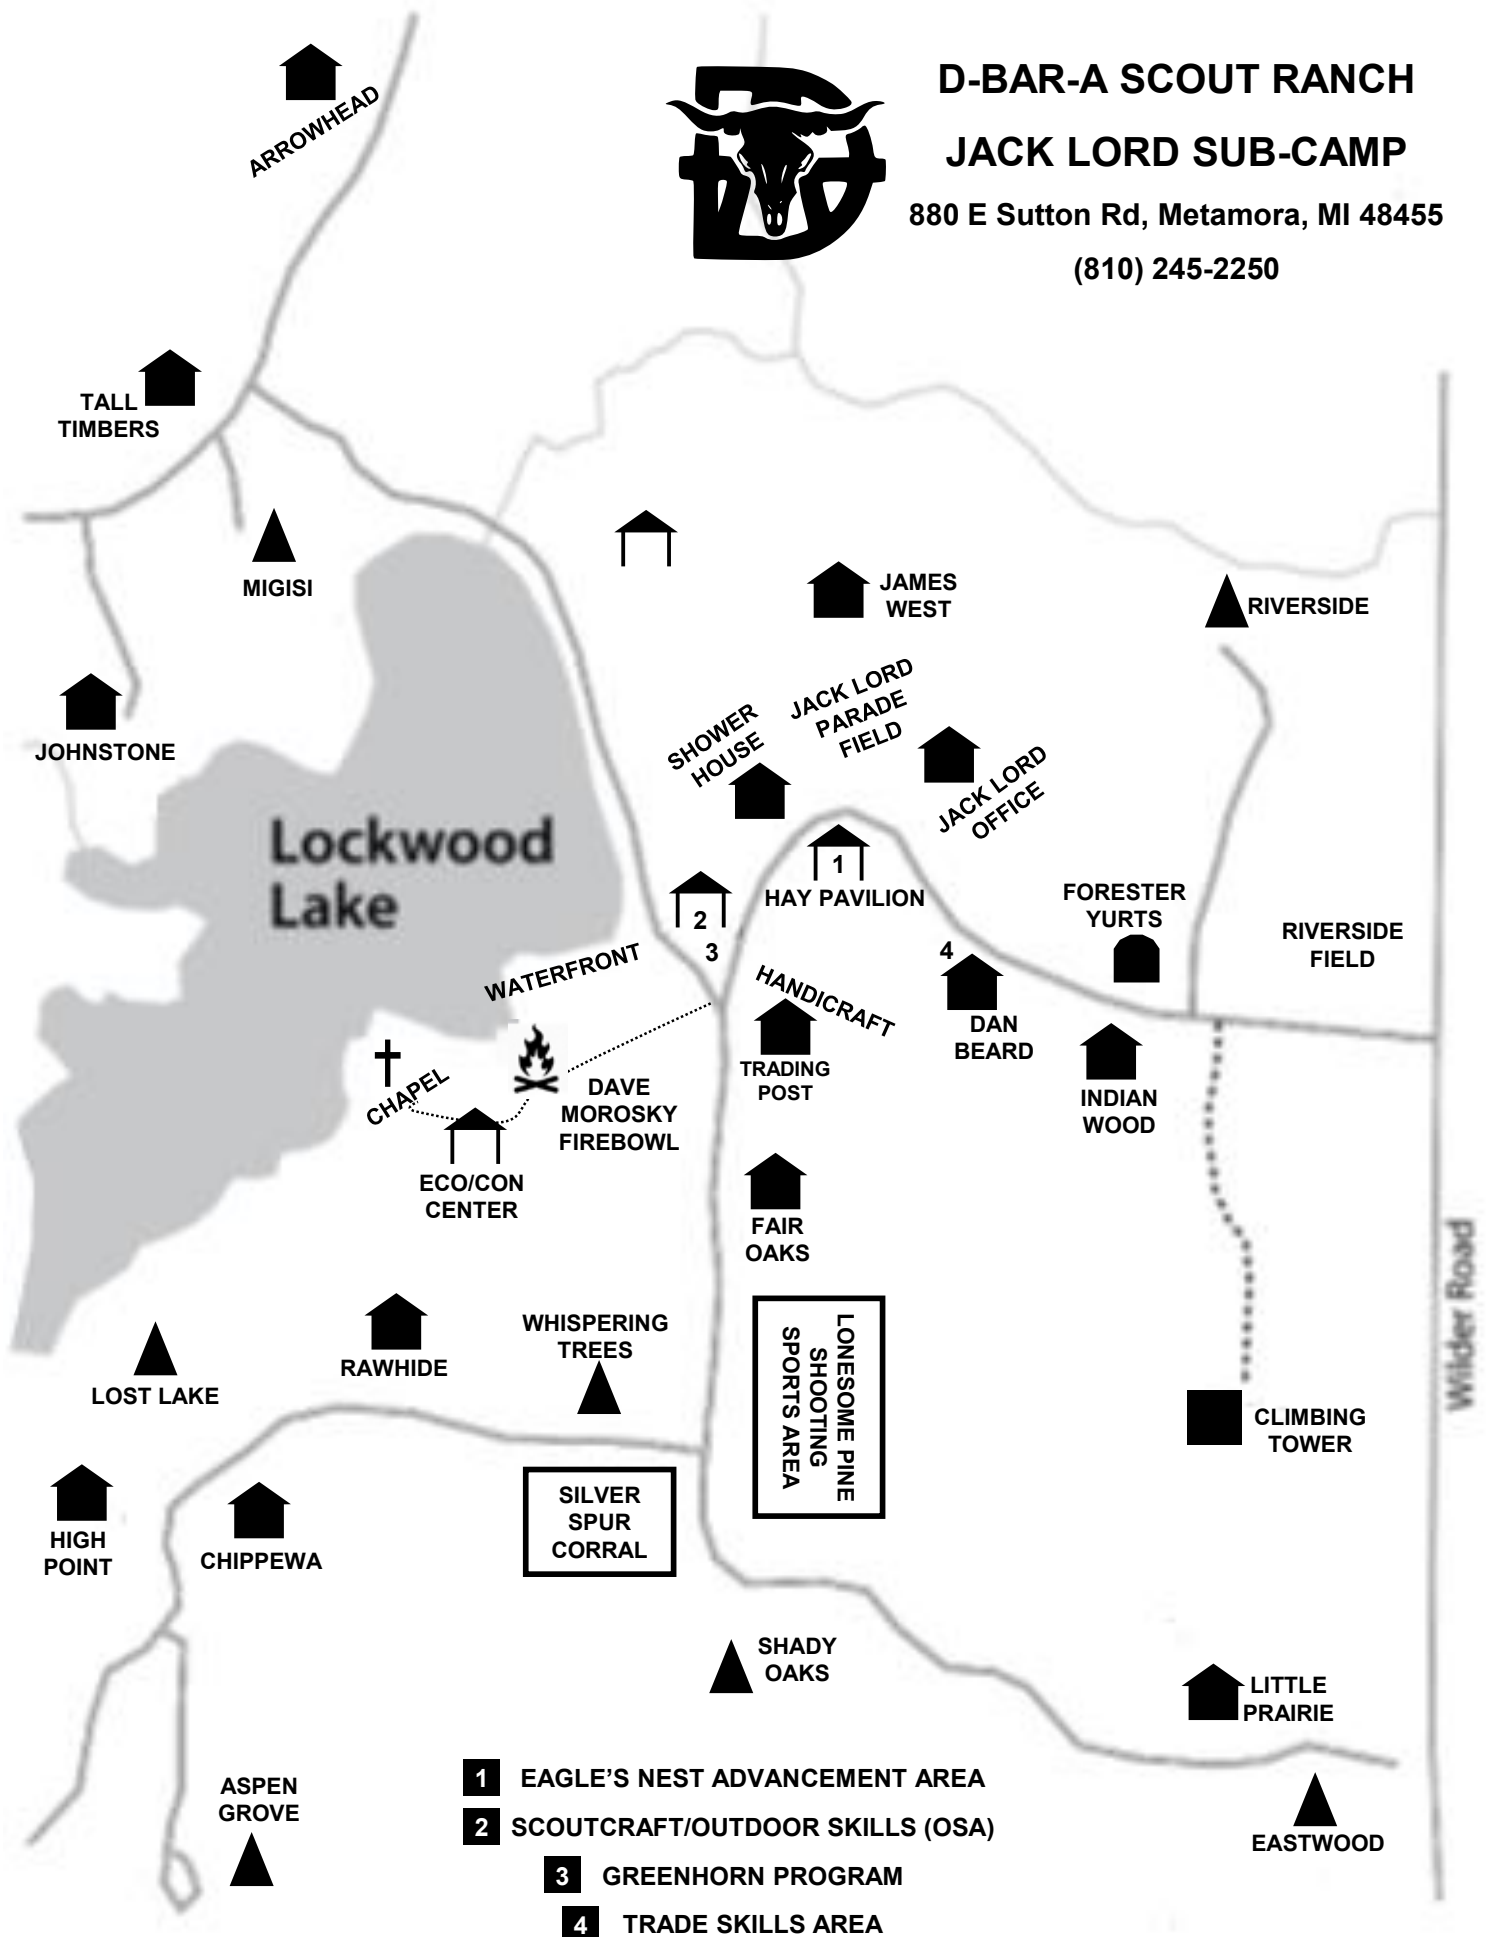 D-BAR-A SCOUT RANCH
JACK LORD SUB-CAMP
880 E Sutton Rd, Metamora, MI 48455
(810) 245-2250
ARROWHEAD
TALL
TIMBERS
MIGISI
JOHNSTONE
JAMES
WEST
RIVERSIDE
JACK LORD
PARADE
FIELD
SHOWER
HOUSE
JACK LORD
OFFICE
Lockwood
Lake
1
HAY PAVILION
2
3
4
FORESTER
YURTS
RIVERSIDE
FIELD
WATERFRONT
HANDICRAFT
TRADING
POST
DAN
BEARD
INDIAN
WOOD
CHAPEL
DAVE
MOROSKY
FIREBOWL
ECO/CON
CENTER
FAIR
OAKS
Wilder Road
LONESOME PINE
SHOOTING
SPORTS AREA
WHISPERING
TREES
RAWHIDE
LOST LAKE
CLIMBING
TOWER
HIGH
POINT
CHIPPEWA
SILVER
SPUR
CORRAL
SHADY
OAKS
LITTLE
PRAIRIE
ASPEN
GROVE
EASTWOOD
1 EAGLE’S NEST ADVANCEMENT AREA
2 SCOUTCRAFT/OUTDOOR SKILLS (OSA)
3 GREENHORN PROGRAM
4 TRADE SKILLS AREA